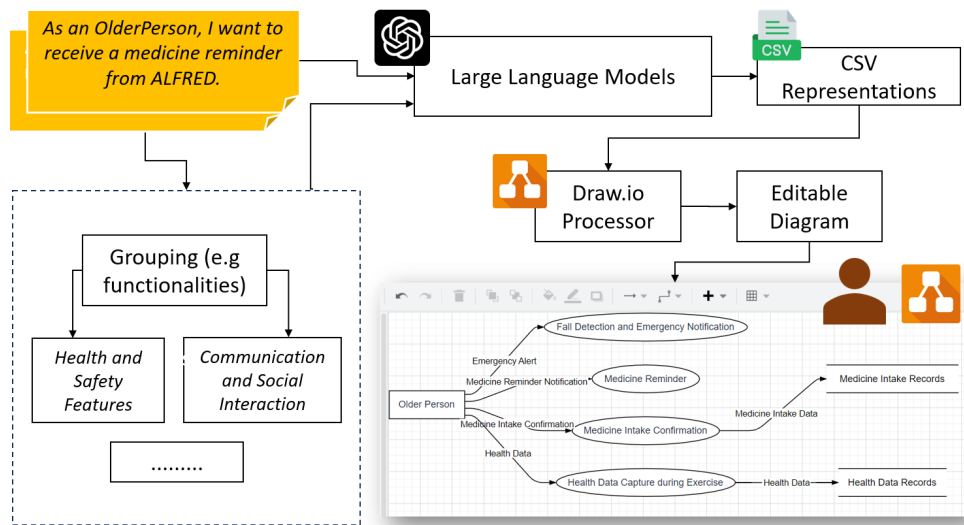 As an OlderPerson, I want to
receive a medicine reminder
from ALFRED.
Large Language Models
CSV
CSV
Representations
Draw.io
Processor
Editable
Diagram
Grouping (e.g
functionalities)
Health and
Safety
Features
Communication
and Social
Interaction
.........
Fall Detection and Emergency Notification
Emergency Alert
Medicine Reminder Notification
Medicine Reminder
Medicine Intake Records
Older Person
Medicine Intake Data
Medicine Intake Confirmation
Medicine Intake Confirmation
Health Data
Health Data Capture during Exercise
Health Data
Health Data Records